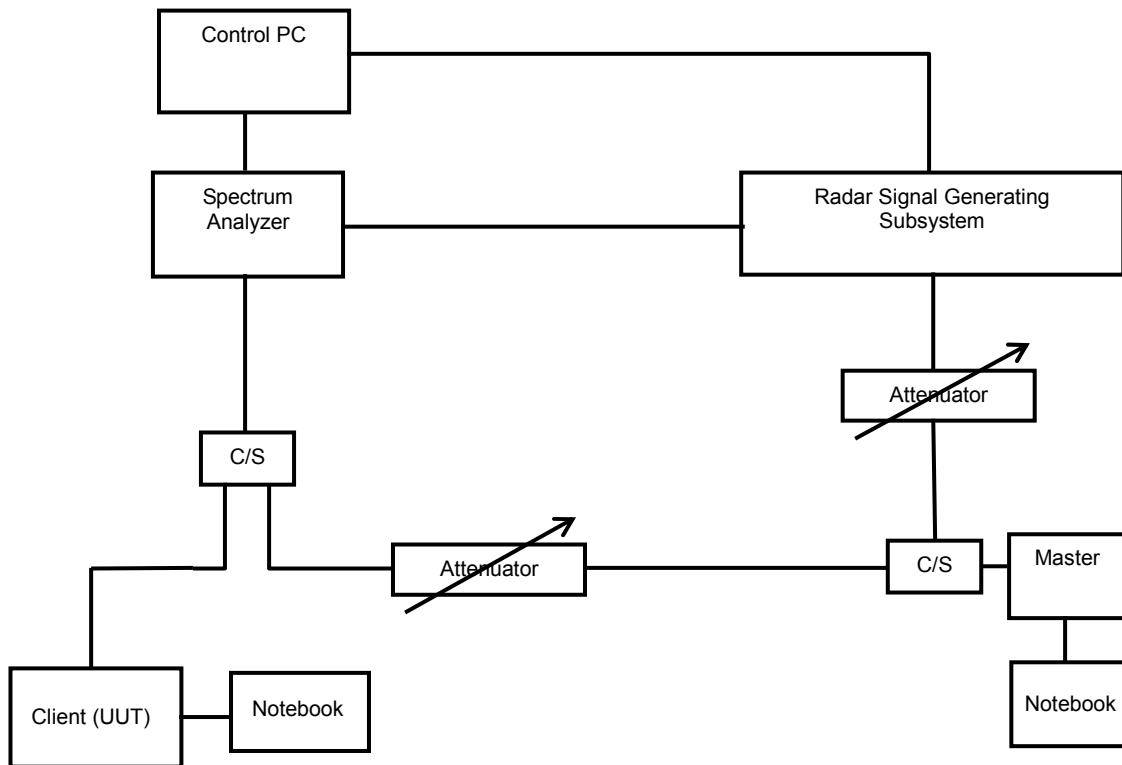 Control PC
Spectrum
Analyzer
Radar Signal Generating
Subsystem
Attenuator
C/S
Attenuator
C/S
Master
Client (UUT)
Notebook
Notebook